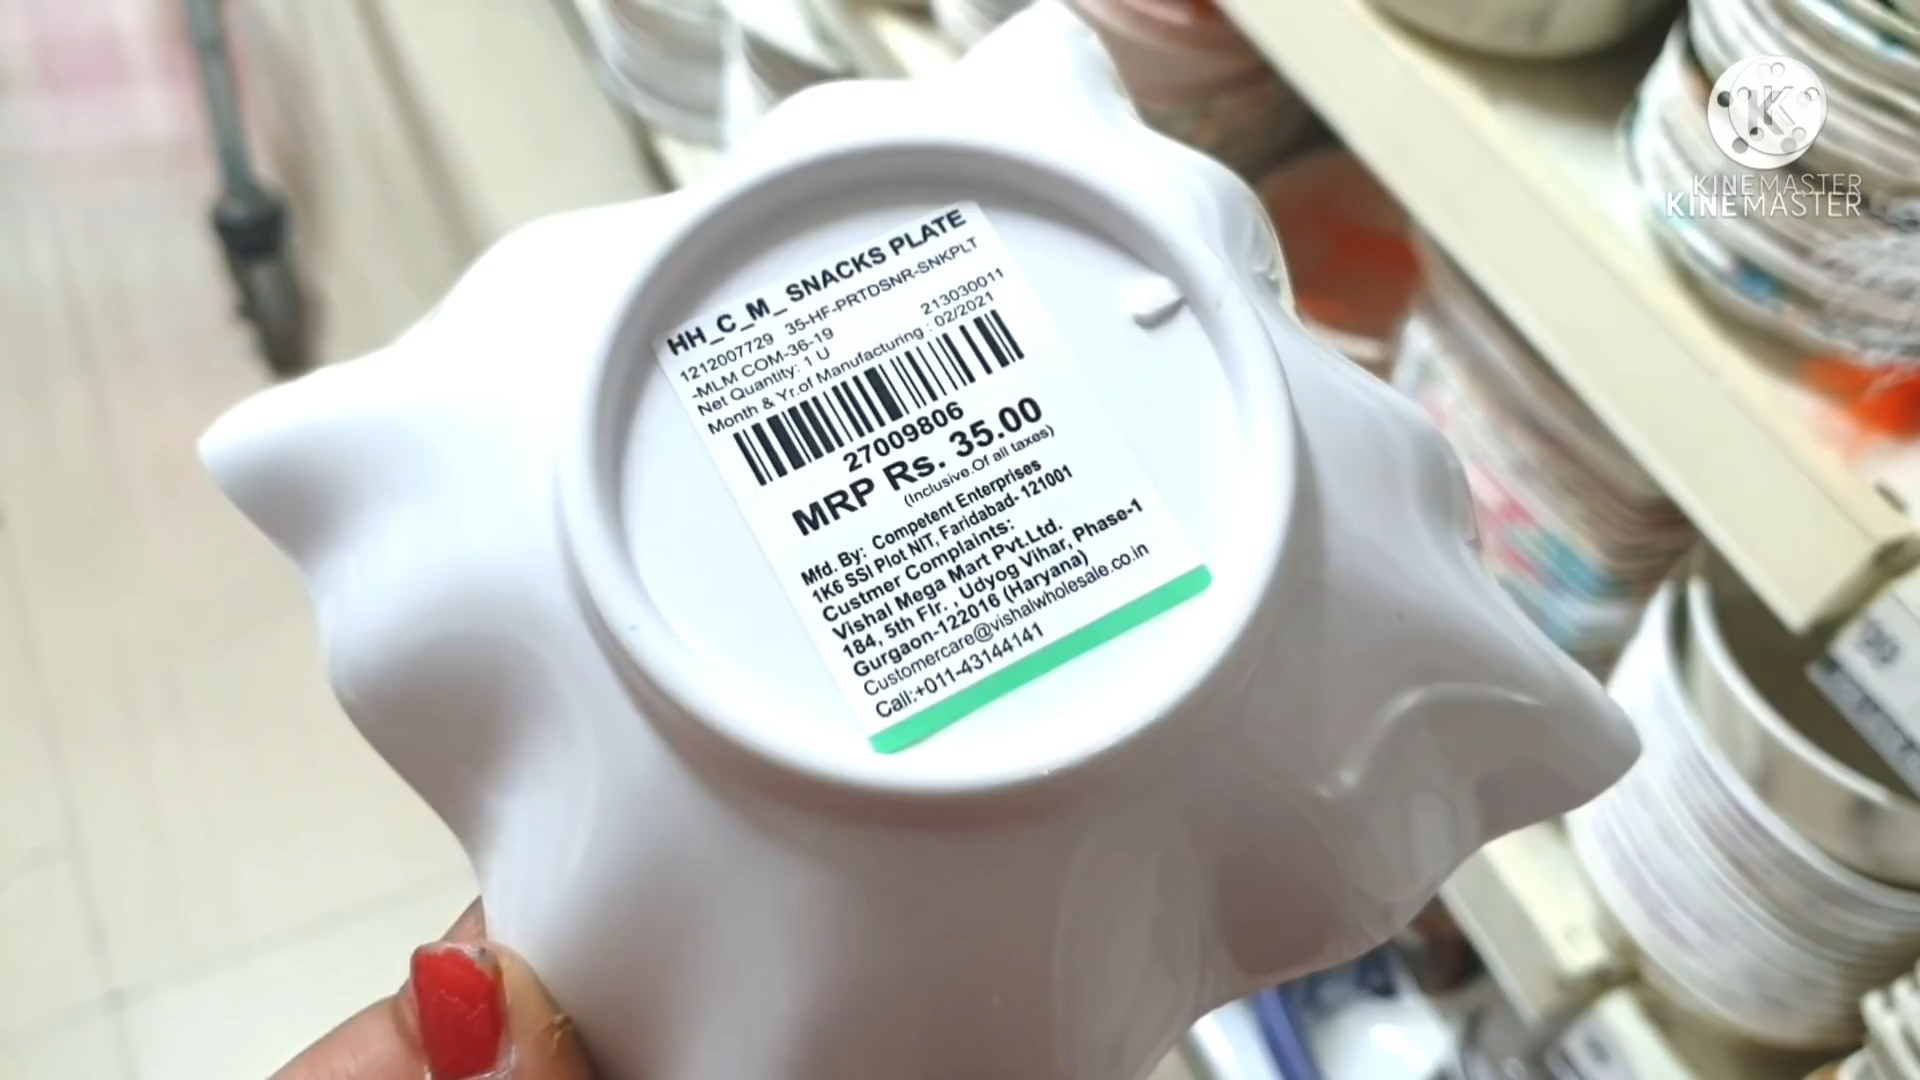 HH_C_M_ SNACKS PLATE
1212007729 35-HF-PRTDSNR-SNKPLT
-MLM COM-36-19 213030011
Net Quantity: 1 U
Month & Yr.of Manufacturing : 02/2021
27009806
MRP Rs. 35.00
(Inclusive.Of all taxes)
Mfd. By: Competent Enterprises
1K6 SSI Plot NIT, Faridabad- 121001
Custmer Complaints:
Vishal Mega Mart Pvt.Ltd.
184, 5th Flr. , Udyog Vihar, Phase-1
Gurgaon-122016 (Haryana)
Customercare@vishalwholesale.co.in
Call:+011-43144141
K
KINEMASTER
KINEMASTER